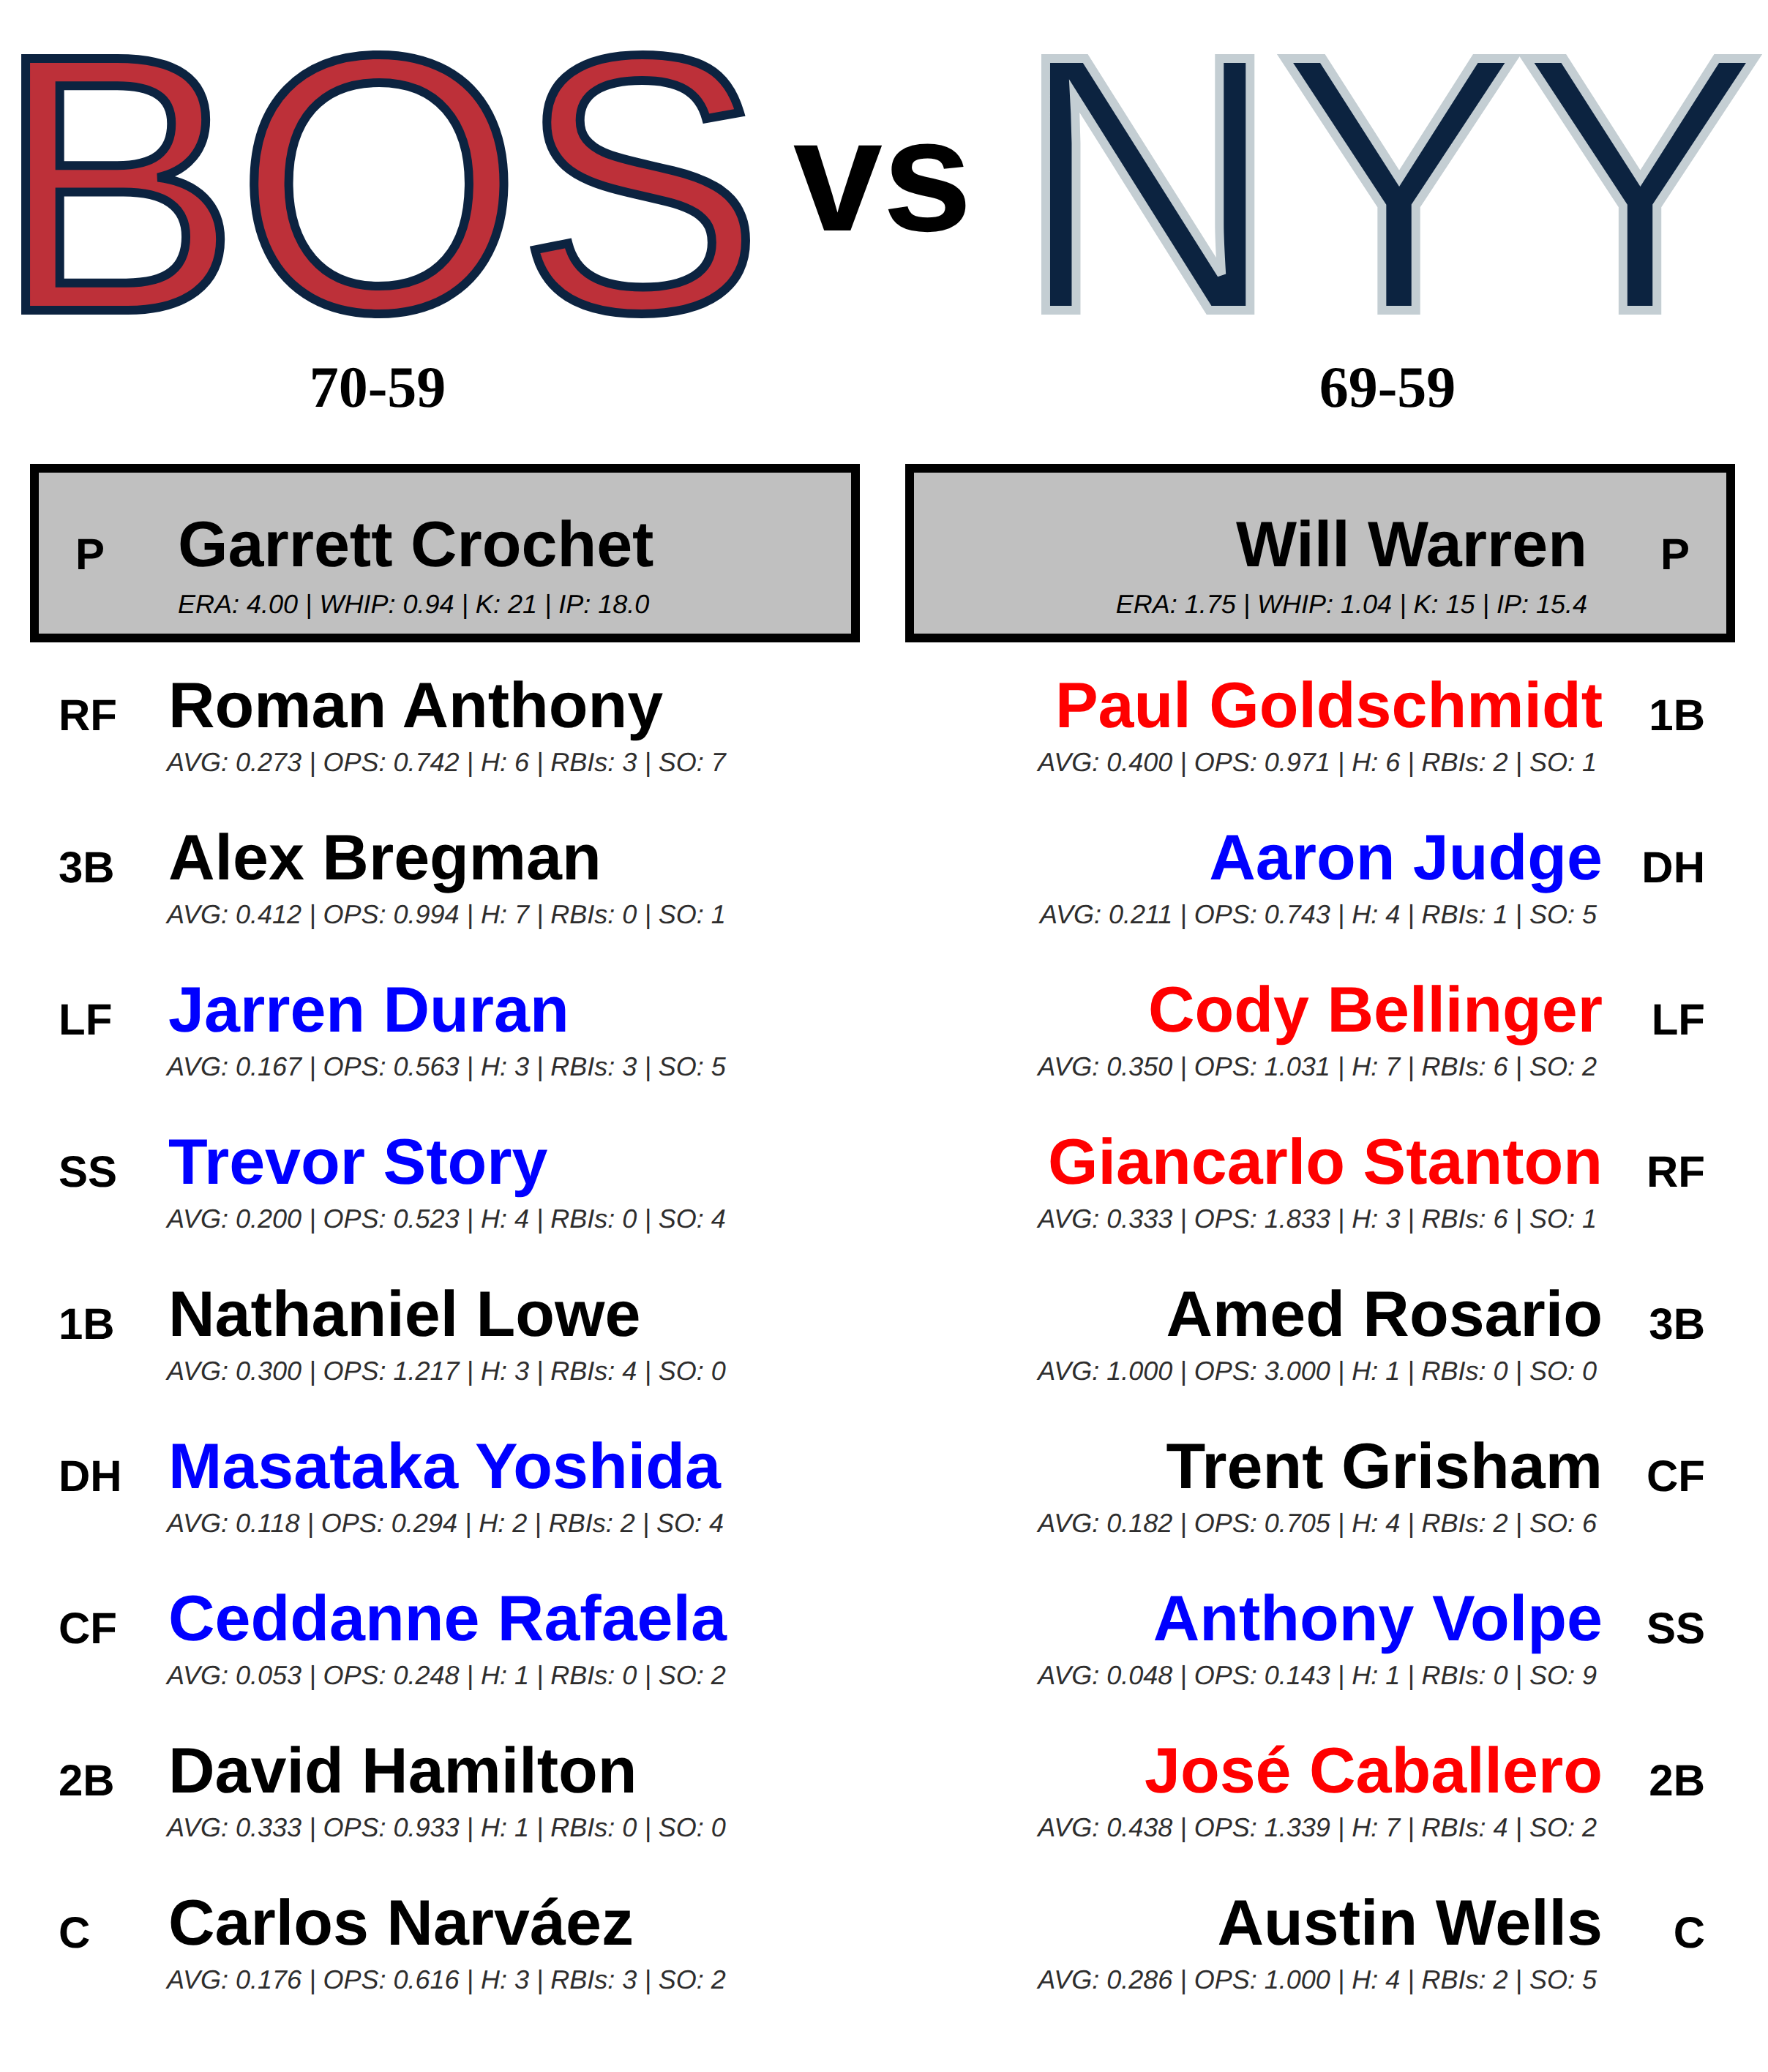 BOS vs NYY
70-59
69-59
P Garrett Crochet
ERA: 4.00 | WHIP: 0.94 | K: 21 | IP: 18.0
Will Warren P
ERA: 1.75 | WHIP: 1.04 | K: 15 | IP: 15.4
RF Roman Anthony
AVG: 0.273 | OPS: 0.742 | H: 6 | RBIs: 3 | SO: 7
3B Alex Bregman
AVG: 0.412 | OPS: 0.994 | H: 7 | RBIs: 0 | SO: 1
LF Jarren Duran
AVG: 0.167 | OPS: 0.563 | H: 3 | RBIs: 3 | SO: 5
SS Trevor Story
AVG: 0.200 | OPS: 0.523 | H: 4 | RBIs: 0 | SO: 4
1B Nathaniel Lowe
AVG: 0.300 | OPS: 1.217 | H: 3 | RBIs: 4 | SO: 0
DH Masataka Yoshida
AVG: 0.118 | OPS: 0.294 | H: 2 | RBIs: 2 | SO: 4
CF Ceddanne Rafaela
AVG: 0.053 | OPS: 0.248 | H: 1 | RBIs: 0 | SO: 2
2B David Hamilton
AVG: 0.333 | OPS: 0.933 | H: 1 | RBIs: 0 | SO: 0
C Carlos Narváez
AVG: 0.176 | OPS: 0.616 | H: 3 | RBIs: 3 | SO: 2
Paul Goldschmidt 1B
AVG: 0.400 | OPS: 0.971 | H: 6 | RBIs: 2 | SO: 1
Aaron Judge DH
AVG: 0.211 | OPS: 0.743 | H: 4 | RBIs: 1 | SO: 5
Cody Bellinger LF
AVG: 0.350 | OPS: 1.031 | H: 7 | RBIs: 6 | SO: 2
Giancarlo Stanton RF
AVG: 0.333 | OPS: 1.833 | H: 3 | RBIs: 6 | SO: 1
Amed Rosario 3B
AVG: 1.000 | OPS: 3.000 | H: 1 | RBIs: 0 | SO: 0
Trent Grisham CF
AVG: 0.182 | OPS: 0.705 | H: 4 | RBIs: 2 | SO: 6
Anthony Volpe SS
AVG: 0.048 | OPS: 0.143 | H: 1 | RBIs: 0 | SO: 9
José Caballero 2B
AVG: 0.438 | OPS: 1.339 | H: 7 | RBIs: 4 | SO: 2
Austin Wells C
AVG: 0.286 | OPS: 1.000 | H: 4 | RBIs: 2 | SO: 5